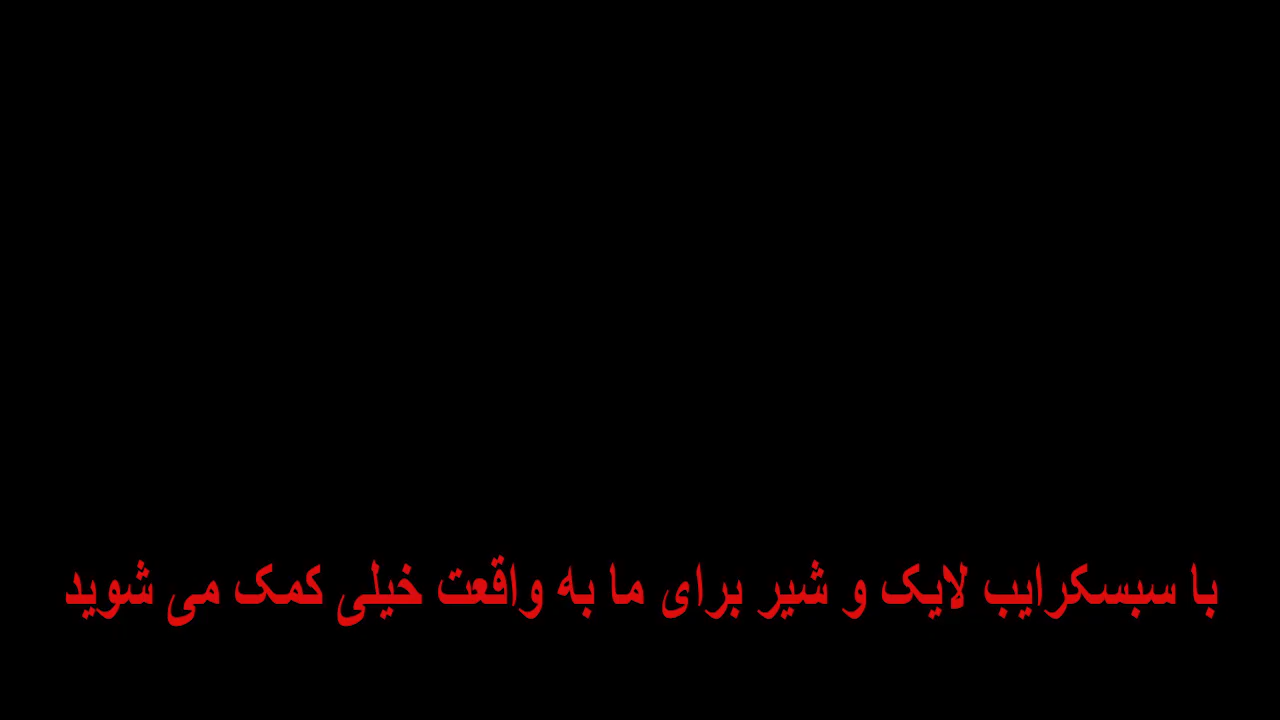 با سبسکرایب لایک و شیر برای ما به واقعت خیلی کمک می شوید